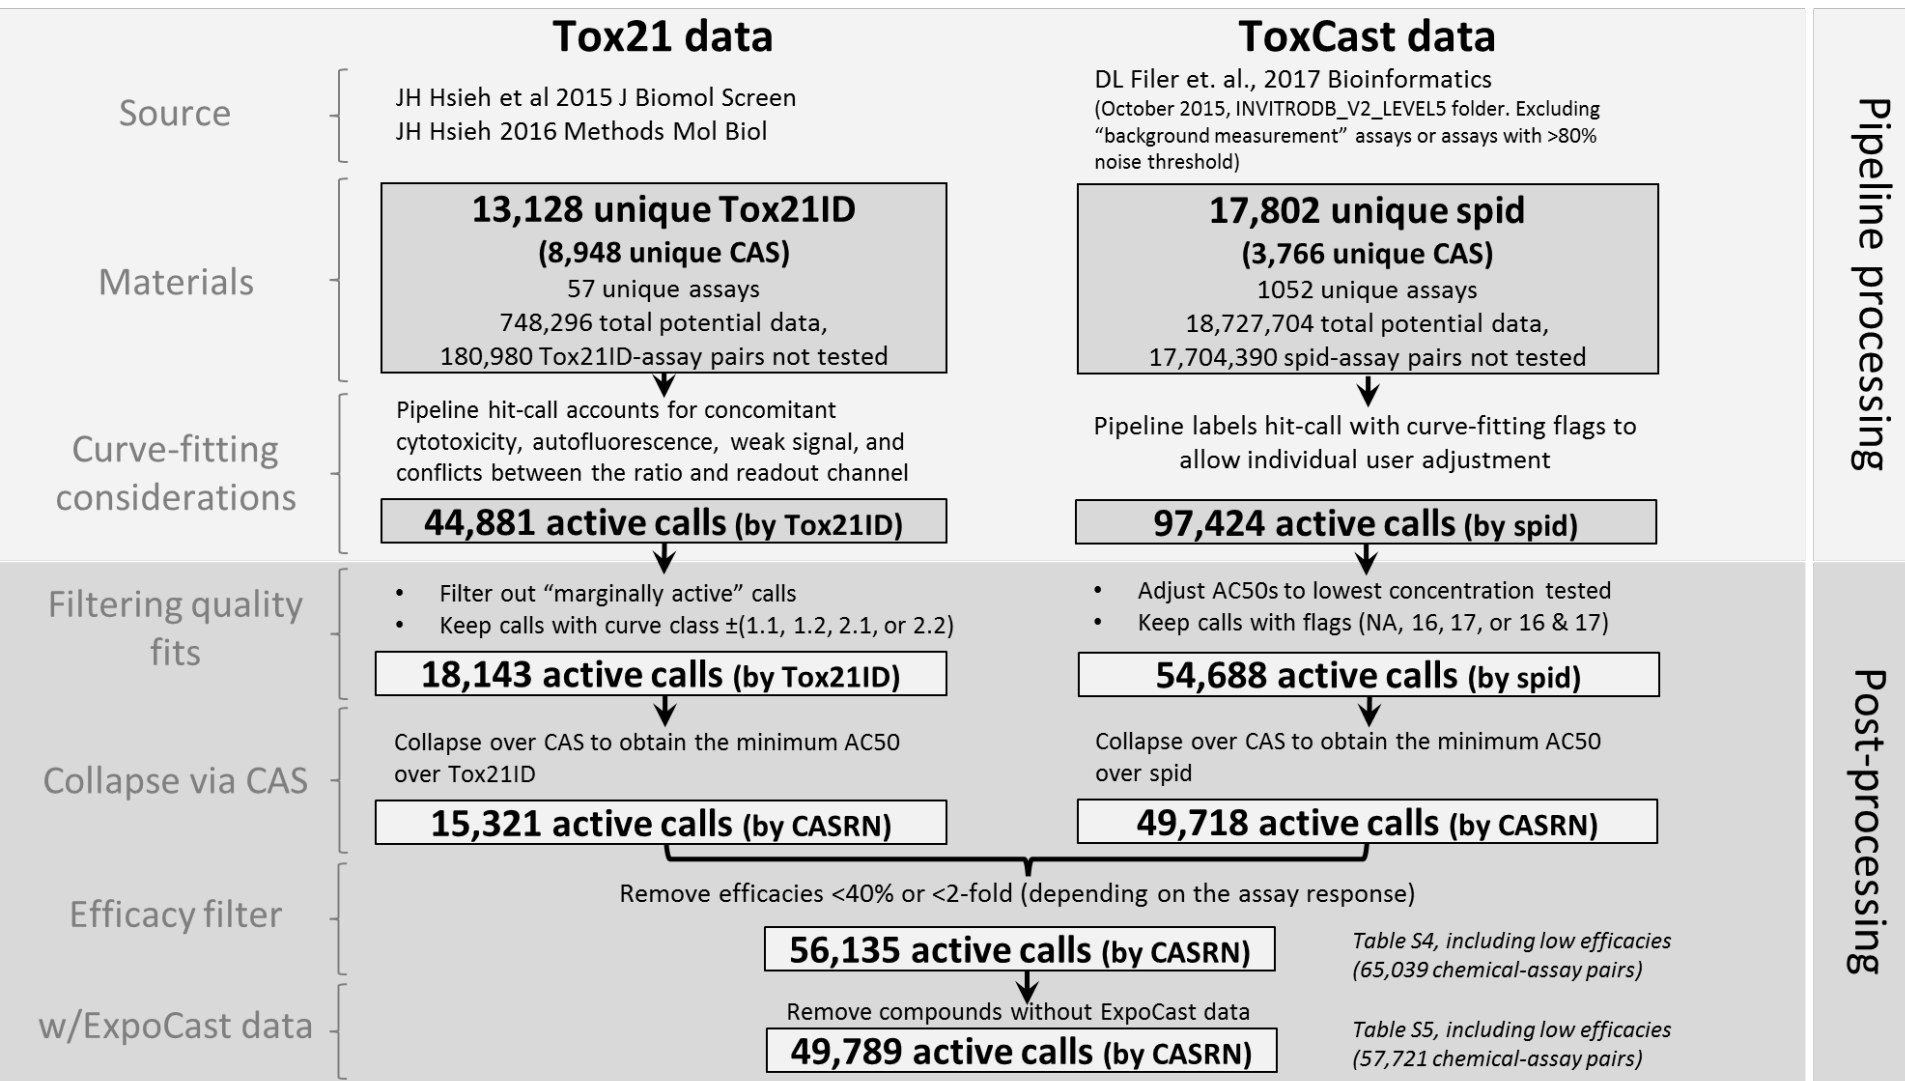 Tox21 data
ToxCast data
Source
JH Hsieh et al 2015 J Biomol Screen
JH Hsieh 2016 Methods Mol Biol
DL Filer et. al., 2017 Bioinformatics
(October 2015, INVITRODB_V2_LEVEL5 folder. Excluding
“background measurement” assays or assays with >80%
noise threshold)
Materials
13,128 unique Tox21ID
(8,948 unique CAS)
57 unique assays
748,296 total potential data,
180,980 Tox21ID-assay pairs not tested
17,802 unique spid
(3,766 unique CAS)
1052 unique assays
18,727,704 total potential data,
17,704,390 spid-assay pairs not tested
Curve-fitting
considerations
Pipeline hit-call accounts for concomitant
cytotoxicity, autofluorescence, weak signal, and
conflicts between the ratio and readout channel
44,881 active calls (by Tox21ID)
Pipeline labels hit-call with curve-fitting flags to
allow individual user adjustment
97,424 active calls (by spid)
Pipeline processing
Filtering quality
fits
• Filter out “marginally active” calls
• Keep calls with curve class ±(1.1, 1.2, 2.1, or 2.2)
18,143 active calls (by Tox21ID)
• Adjust AC50s to lowest concentration tested
• Keep calls with flags (NA, 16, 17, or 16 & 17)
54,688 active calls (by spid)
Collapse via CAS
Collapse over CAS to obtain the minimum AC50
over Tox21ID
15,321 active calls (by CASRN)
Collapse over CAS to obtain the minimum AC50
over spid
49,718 active calls (by CASRN)
Efficacy filter
Remove efficacies <40% or <2-fold (depending on the assay response)
56,135 active calls (by CASRN)
Table S4, including low efficacies
(65,039 chemical-assay pairs)
w/ExpoCast data
Remove compounds without ExpoCast data
49,789 active calls (by CASRN)
Table S5, including low efficacies
(57,721 chemical-assay pairs)
Post-processing